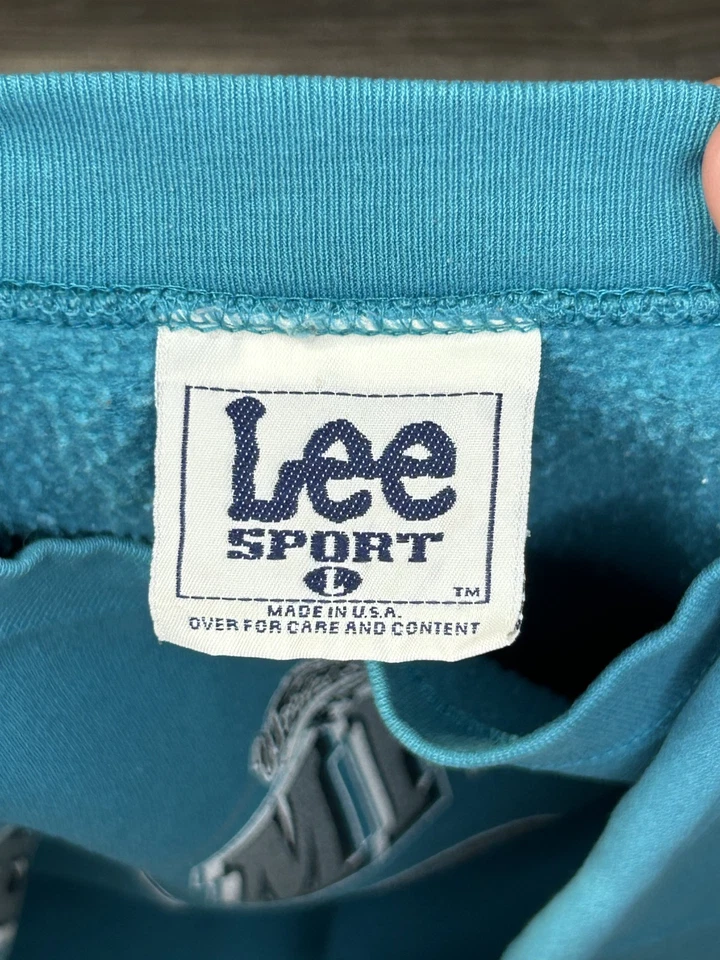 Lee
SPORT
L
TM
MADE IN U.S.A.
OVER FOR CARE AND CONTENT